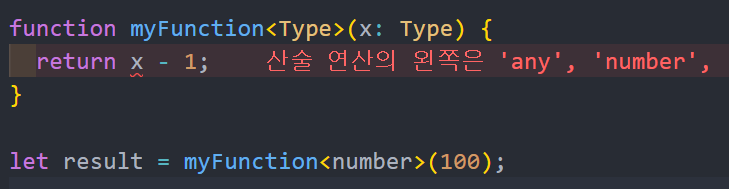 function myFunction<Type>(x: Type) {
  return x - 1;    산술 연산의 왼쪽은 'any', 'number',
}
let result = myFunction<number>(100);